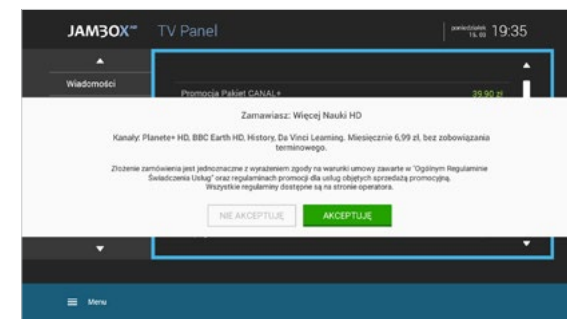 JAMBOX HD TV Panel
poniedziałek 19:35
Wiadomości
Promocja Pakiet CANAL+ 39,90 zł
Zamawiasz: Więcej Nauki HD
Kanały: Planete+ HD, BBC Earth HD, History, Da Vinci Learning. Miesięcznie 6,99 zł, bez zobowiązania
terminowego.
Złożenie zamówienia jest jednoznaczne z wyrażeniem zgody na warunki umowy zawarte w "Ogólnym Regulaminie
Świadczenia Usług" oraz regulaminach promocji dla usług objętych sprzedażą promocyjną.
Wszystkie regulaminy dostępne są na stronie operatora.
NIE AKCEPTUJĘ AKCEPTUJĘ
Menu